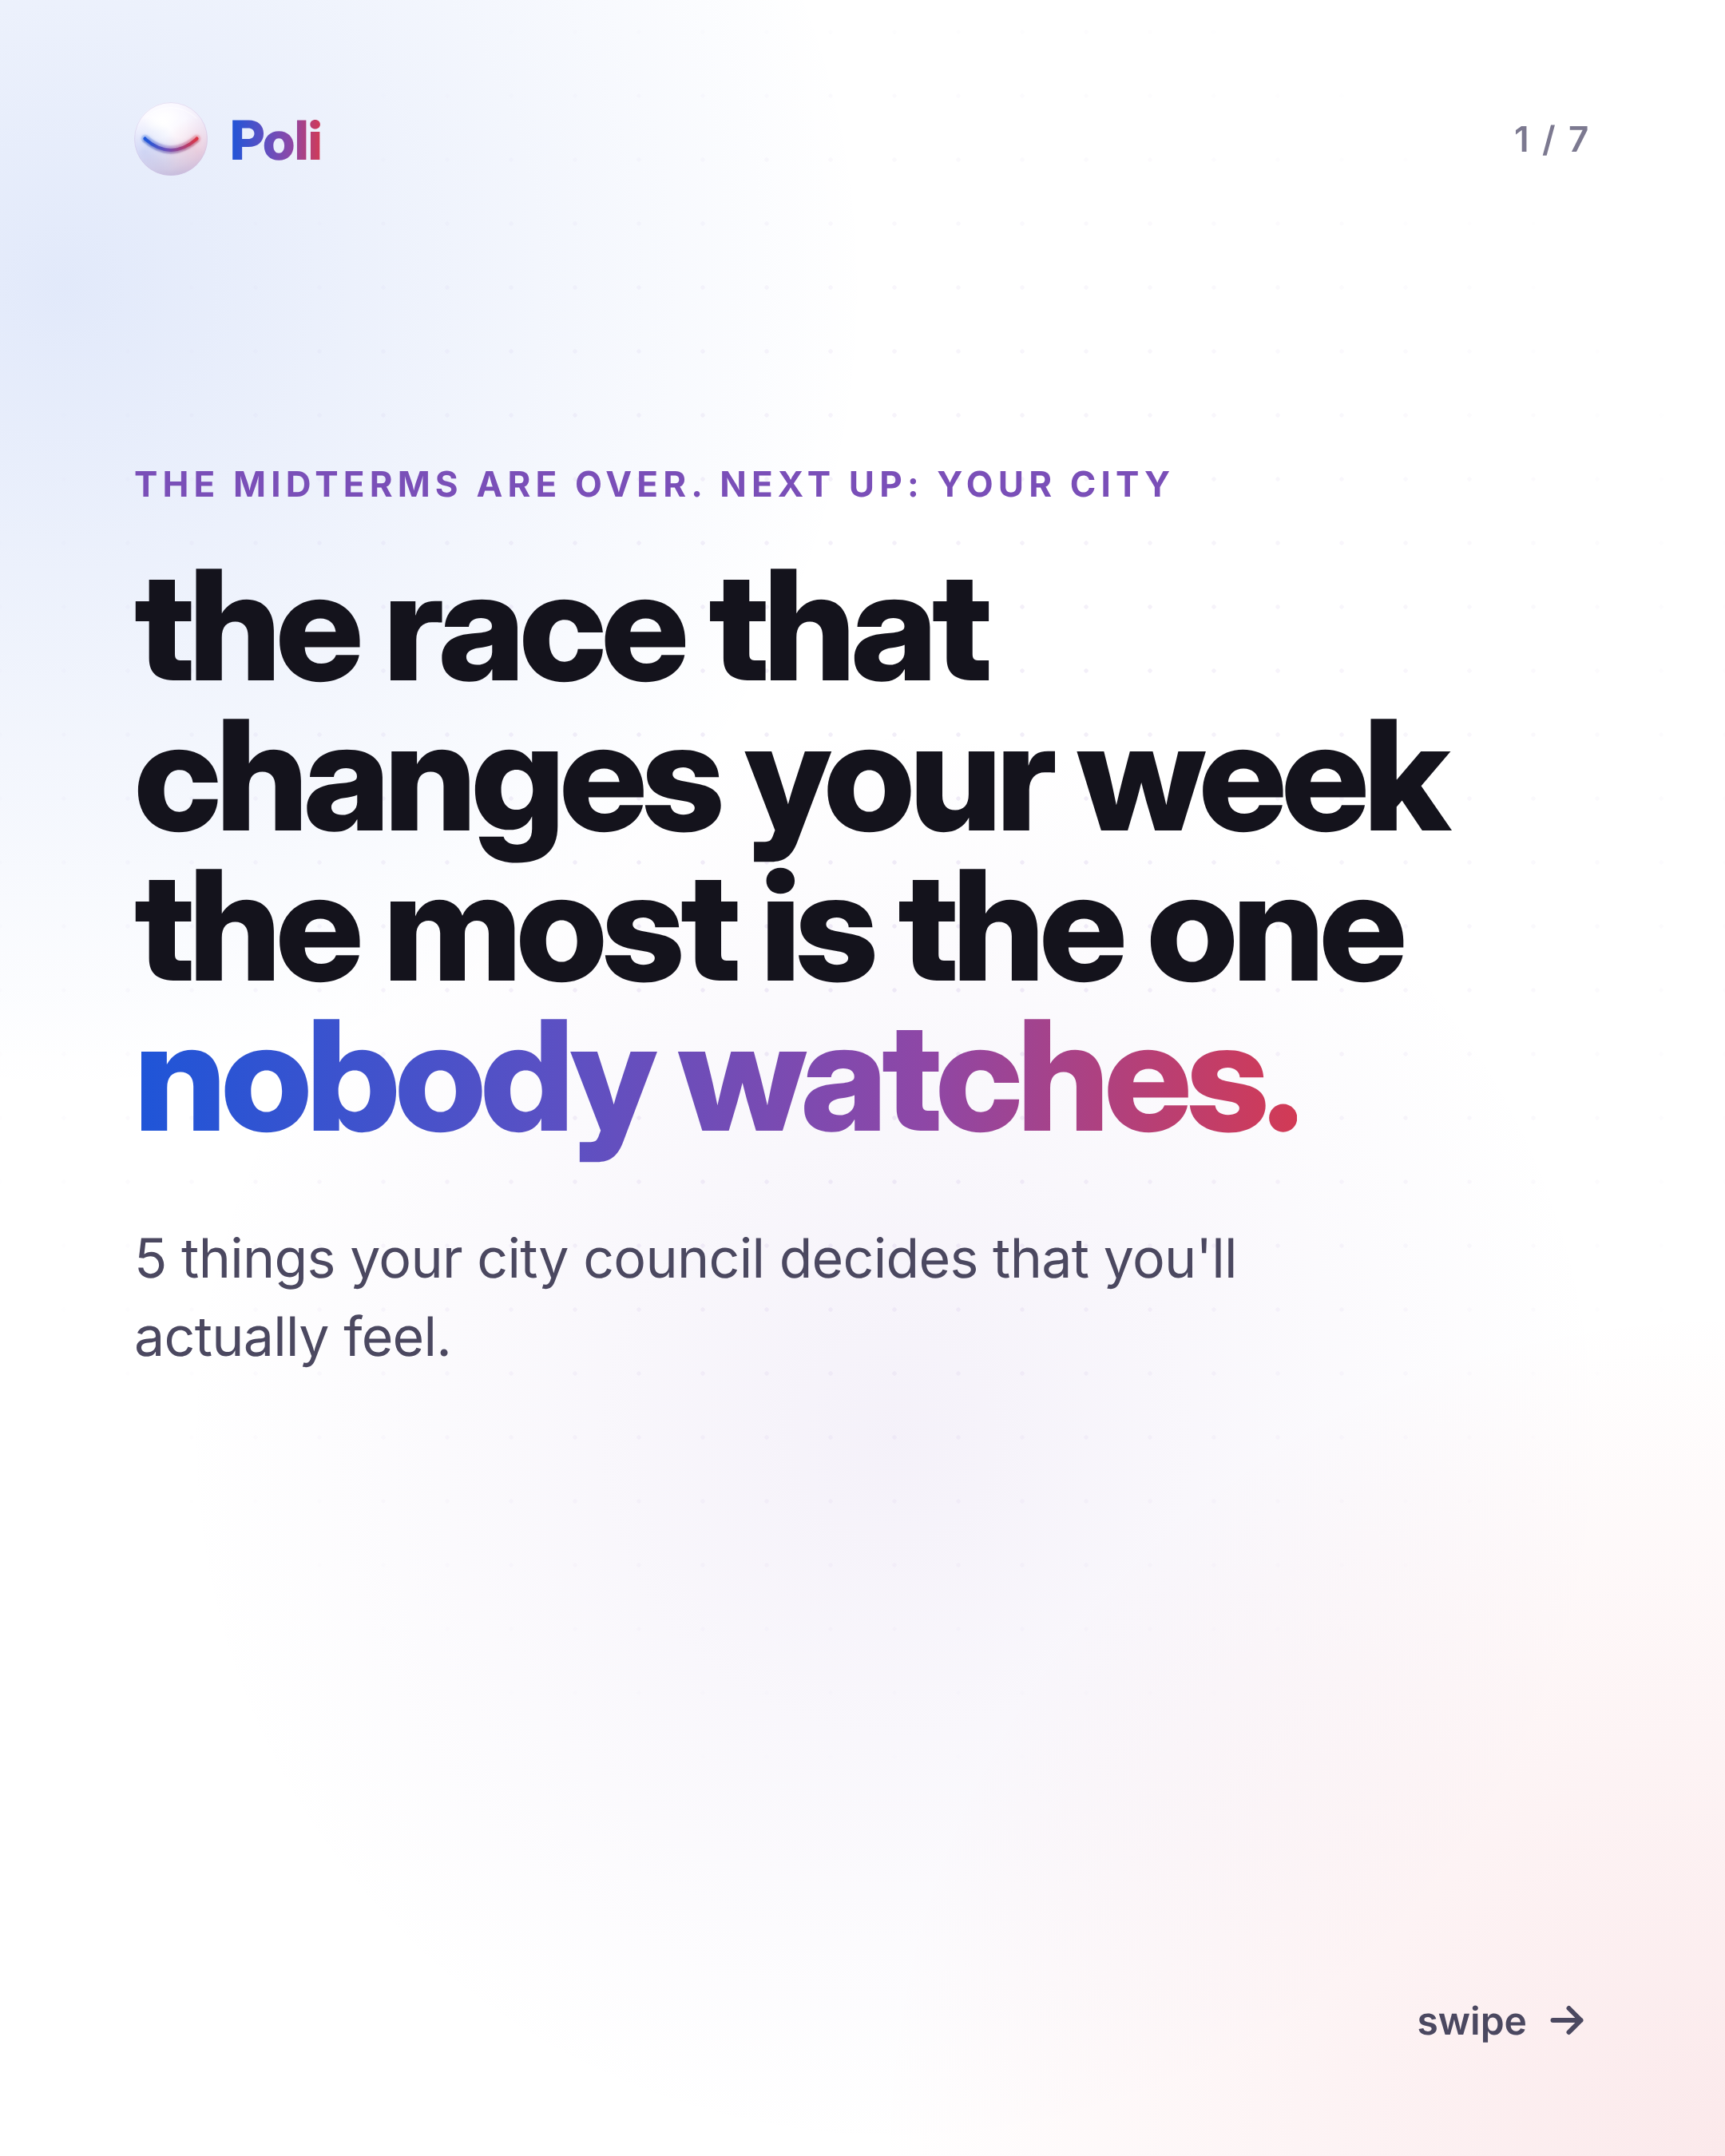 Poli
1 / 7
THE MIDTERMS ARE OVER. NEXT UP: YOUR CITY
the race that
changes your week
the most is the one
nobody watches.
5 things your city council decides that you'll
actually feel.
swipe →